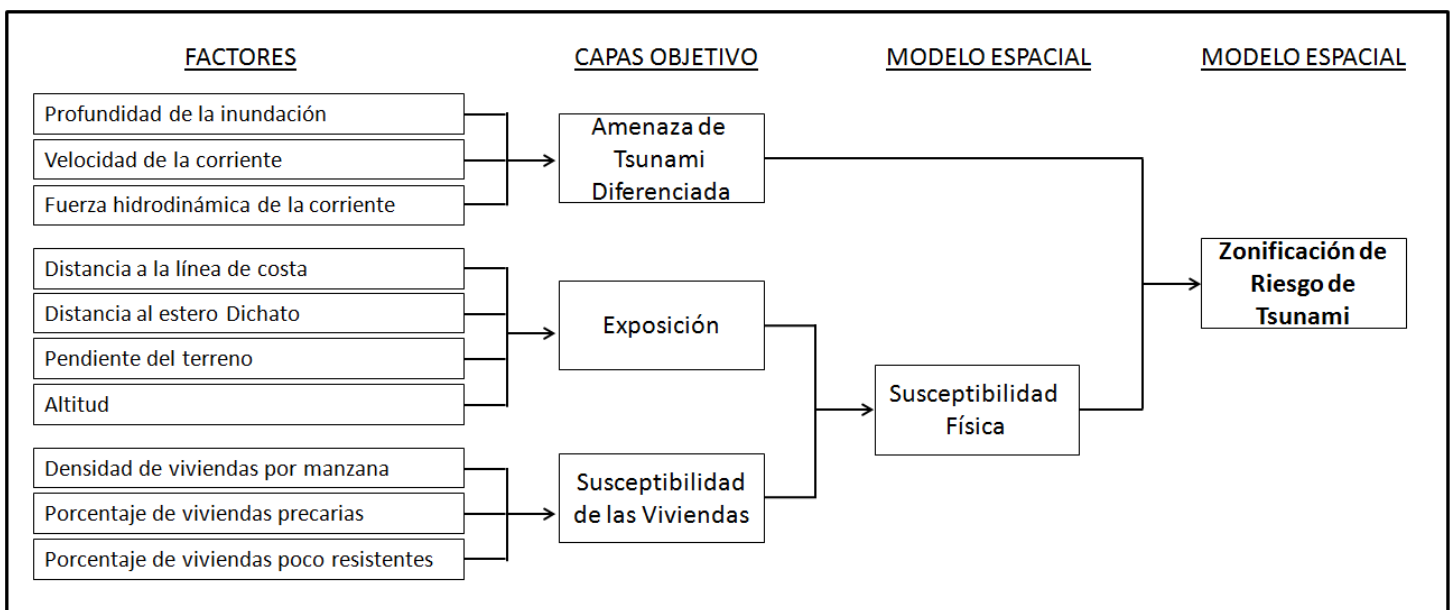 FACTORES
CAPAS OBJETIVO
MODELO ESPACIAL
MODELO ESPACIAL
Profundidad de la inundación
Velocidad de la corriente
Fuerza hidrodinámica de la corriente
Amenaza de
Tsunami
Diferenciada
Distancia a la línea de costa
Distancia al estero Dichato
Pendiente del terreno
Altitud
Exposición
Densidad de viviendas por manzana
Porcentaje de viviendas precarias
Porcentaje de viviendas poco resistentes
Susceptibilidad
de las Viviendas
Susceptibilidad
Física
Zonificación de
Riesgo de
Tsunami